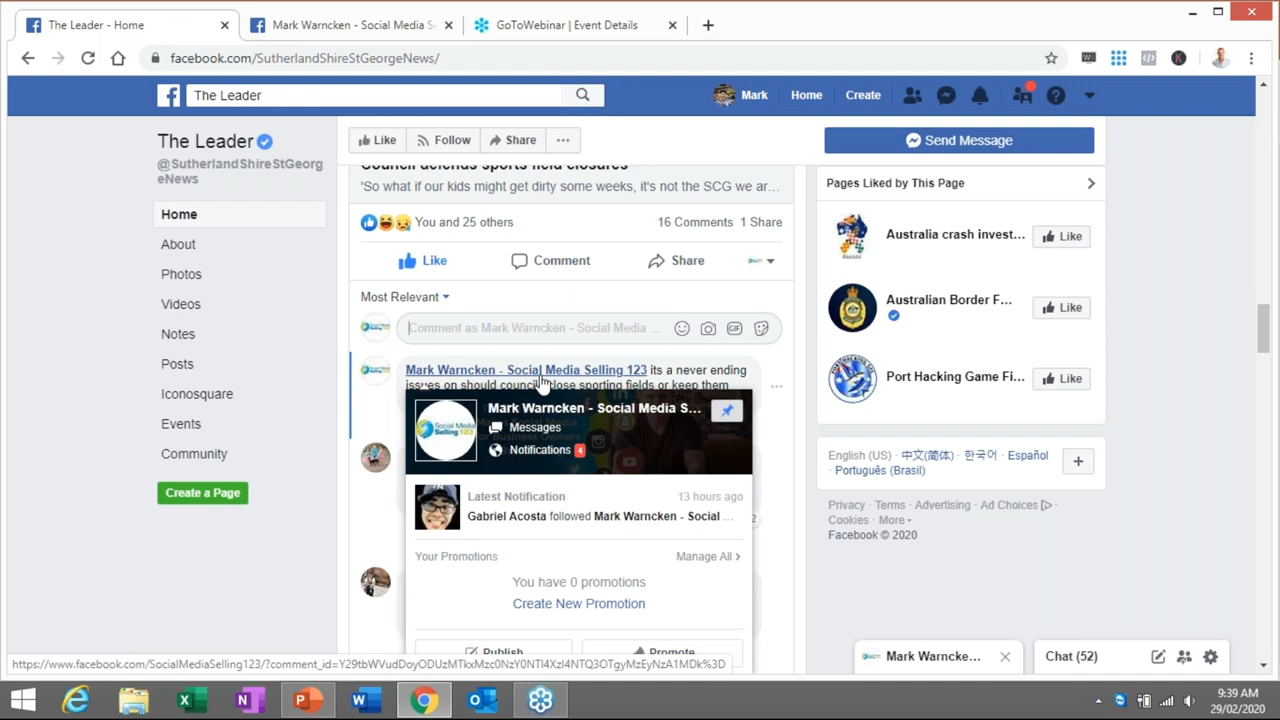 The Leader - Home
Mark Warncken - Social Media S
GoToWebinar | Event Details
facebook.com/SutherlandShireStGeorgeNews/
The Leader
Mark
Home
Create
The Leader
@SutherlandShireStGeorg
eNews
Home
About
Photos
Videos
Notes
Posts
Iconosquare
Events
Community
Create a Page
Like
Follow
Share
Send Message
Council defends sports field closures
'So what if our kids might get dirty some weeks, it's not the SCG we ar...
You and 25 others
16 Comments 1 Share
Like
Comment
Share
Most Relevant
Comment as Mark Warncken - Social Media ...
GIF
Mark Warncken - Social Media Selling 123 its a never ending
issues on should council close sporting fields or keep them
Mark Warncken - Social Media S...
Messages
Notifications 4
Social Media
Selling 123
Latest Notification
13 hours ago
Gabriel Acosta followed Mark Warncken - Social ...
Your Promotions
Manage All
You have 0 promotions
Create New Promotion
Publish
Promote
Pages Liked by This Page
Australia crash invest...
Like
Australian Border F...
Like
Port Hacking Game Fi...
Like
English (US) · 中文(简体) · 한국어 · Español
· Português (Brasil)
Privacy · Terms · Advertising · Ad Choices ·
Cookies · More
Facebook © 2020
Mark Warncke...
Chat (52)
https://www.facebook.com/SocialMediaSelling123/?comment_id=Y29tbWVudDoyODUzMTkxMzc0NzY0NTI4XzI4NTQ3OTgyMzEyNzA1MDk%3D
9:39 AM
29/02/2020